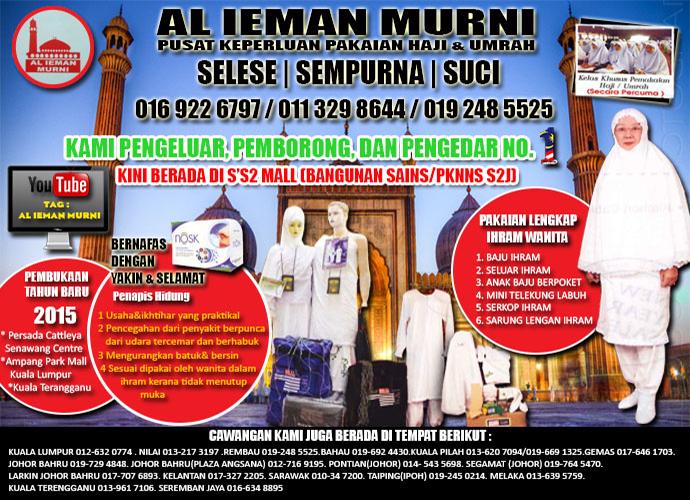 AL IEMAN MURNI
PUSAT KEPERLUAN PAKAIAN HAJI & UMRAH
SELESE | SEMPURNA | SUCI
016 922 6797 / 011 329 8644 / 019 248 5525
AL IEMAN
MURNI
Kelas Khusus Pemakaian
Haji / Umrah
(Secara Percuma)
KAMI PENGELUAR, PEMBORONG, DAN PENGEDAR NO. 1
KINI BERADA DI S'S2 MALL (BANGUNAN SAINS/PKNNS S2J)
YouTube
TAG :
AL IEMAN MURNI
BERNAFAS
DENGAN
YAKIN & SELAMAT
nOSK
Penapis Hidung
1 Usaha&ikhtihar yang praktikal
2 Pencegahan dari penyakit berpunca
dari udara tercemar dan berhabuk
3 Mengurangkan batuk& bersin
4 Sesuai dipakai oleh wanita dalam
ihram kerana tidak menutup
muka
PEMBUKAAN
TAHUN BARU
2015
* Persada Cattleya
Senawang Centre
*Ampang Park Mall
Kuala Lumpur
*Kuala Terangganu
PAKAIAN LENGKAP
IHRAM WANITA
1. BAJU IHRAM
2. SELUAR IHRAM
3. ANAK BAJU BERPOKET
4. MINI TELEKUNG LABUH
5. SERKOP IHRAM
6. SARUNG LENGAN IHRAM
CAWANGAN KAMI JUGA BERADA DI TEMPAT BERIKUT :
KUALA LUMPUR 012-632 0774 . NILAI 013-217 3197 .REMBAU 019-248 5525.BAHAU 019-692 4430.KUALA PILAH 013-620 7094/019-669 1325.GEMAS 017-646 1703.
JOHOR BAHRU 019-729 4848. JOHOR BAHRU(PLAZA ANGSANA) 012-716 9195. PONTIAN(JOHOR) 014- 543 5698. SEGAMAT (JOHOR) 019-764 5470.
LARKIN JOHOR BAHRU 017-707 6893. KELANTAN 017-327 2205. SARAWAK 010-34 7200. TAIPING(IPOH) 019-245 0214. MELAKA 013-639 5759.
KUALA TERENGGANU 013-961 7106. SEREMBAN JAYA 016-634 8895